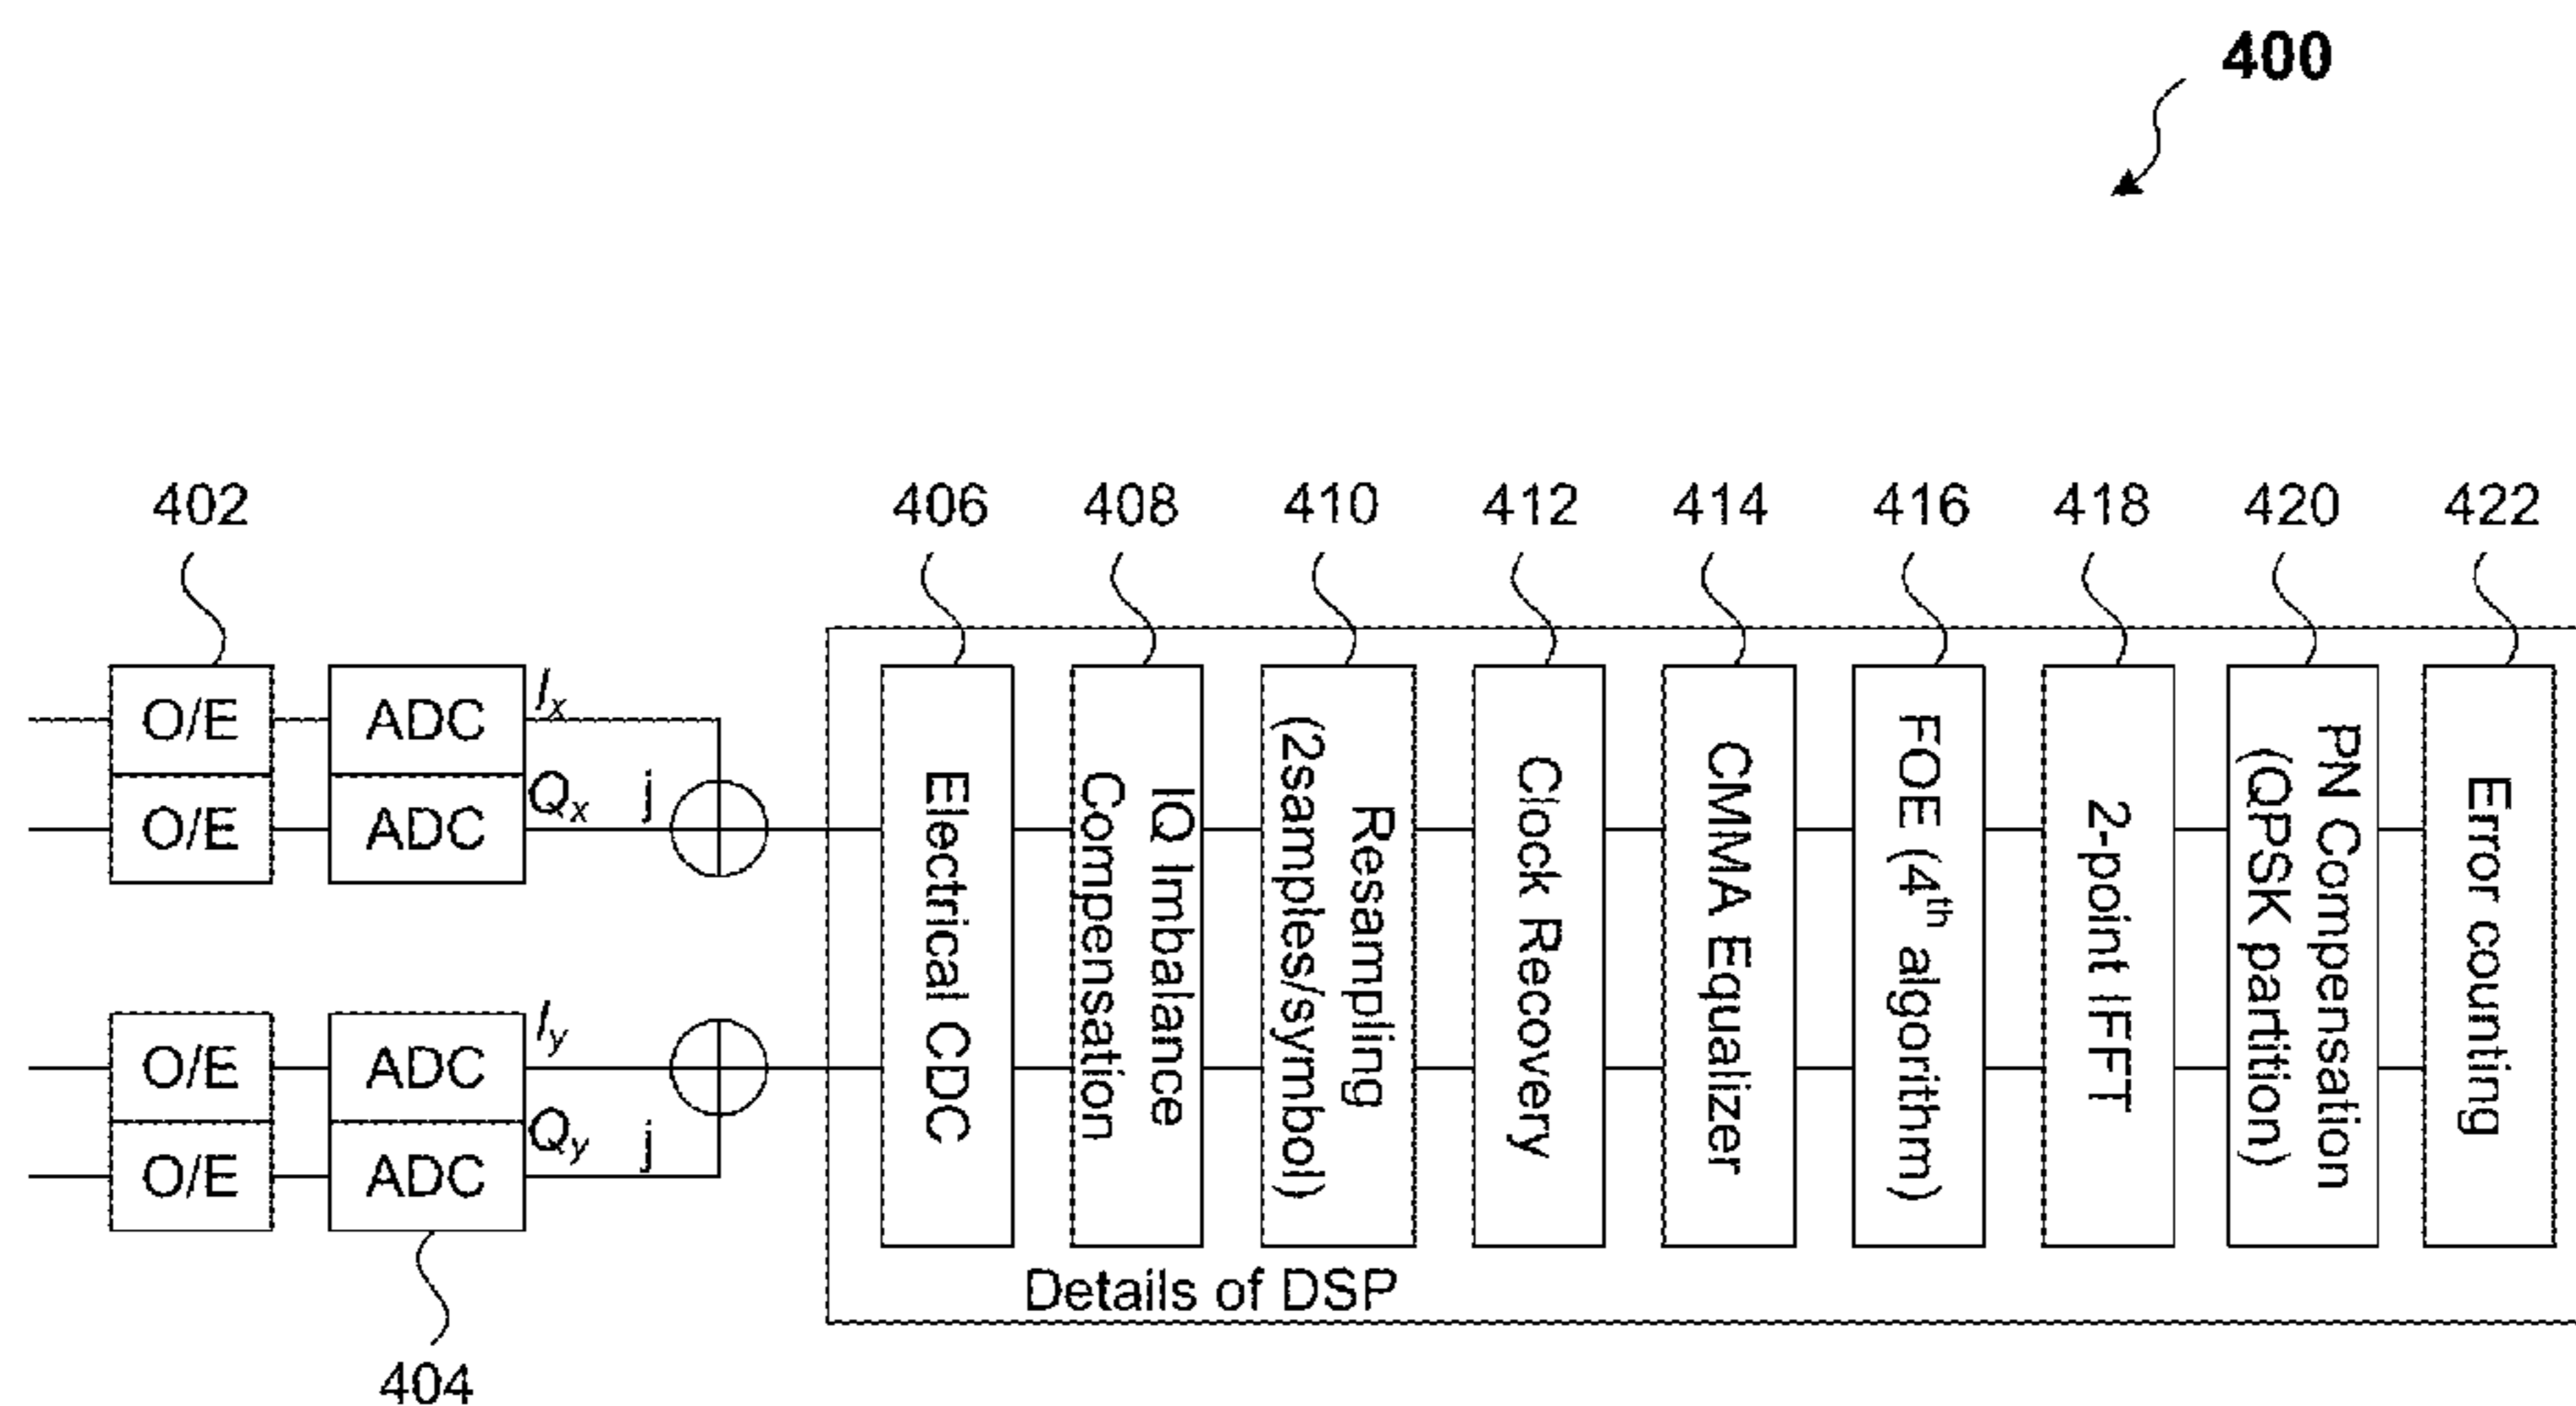 400
402
406
408
410
412
414
416
418
420
422
O/E
ADC
Ix
O/E
ADC
Qx
j
O/E
ADC
Iy
O/E
ADC
Qy
j
Electrical CDC
IQ Imbalance
Compensation
Resampling
(2samples/symbol)
Clock Recovery
CMMA Equalizer
FOE (4th algorithm)
2-point IFFT
PN Compensation
(QPSK partition)
Error counting
Details of DSP
404